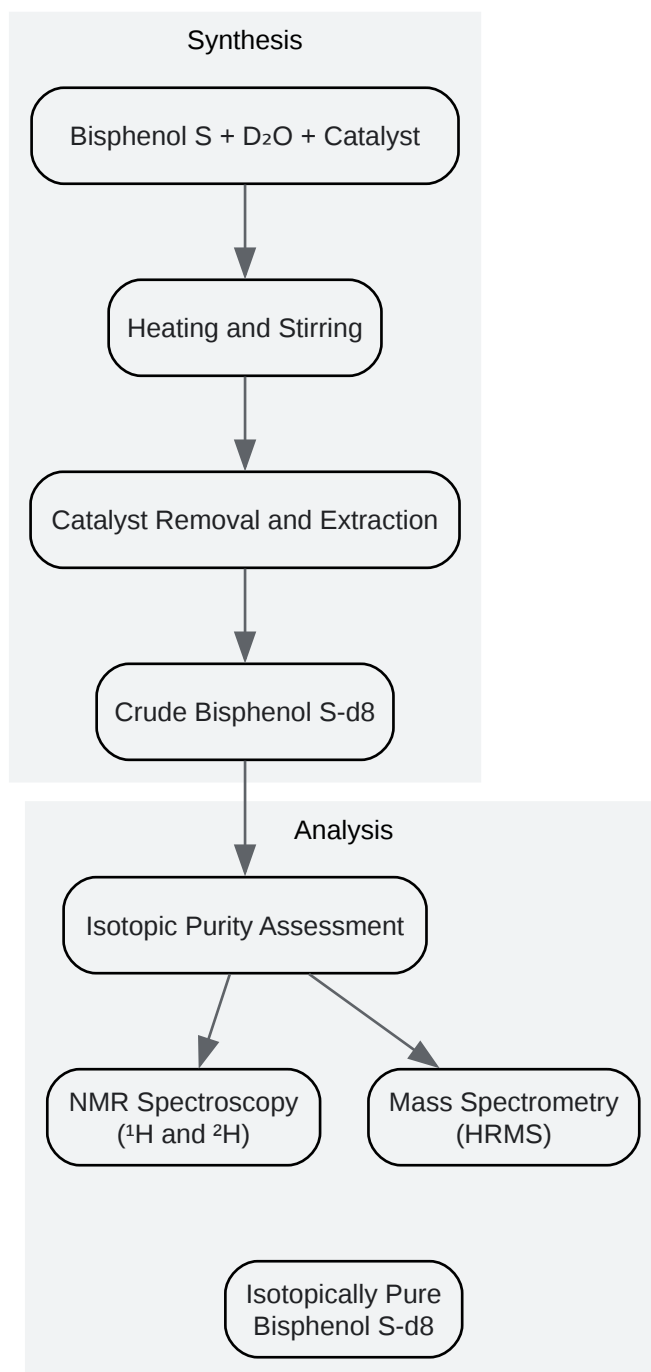 Synthesis
Bisphenol S + D₂O + Catalyst
Heating and Stirring
Catalyst Removal and Extraction
Crude Bisphenol S-d8
Analysis
Isotopic Purity Assessment
NMR Spectroscopy
(¹H and ²H)
Mass Spectrometry
(HRMS)
Isotopically Pure
Bisphenol S-d8